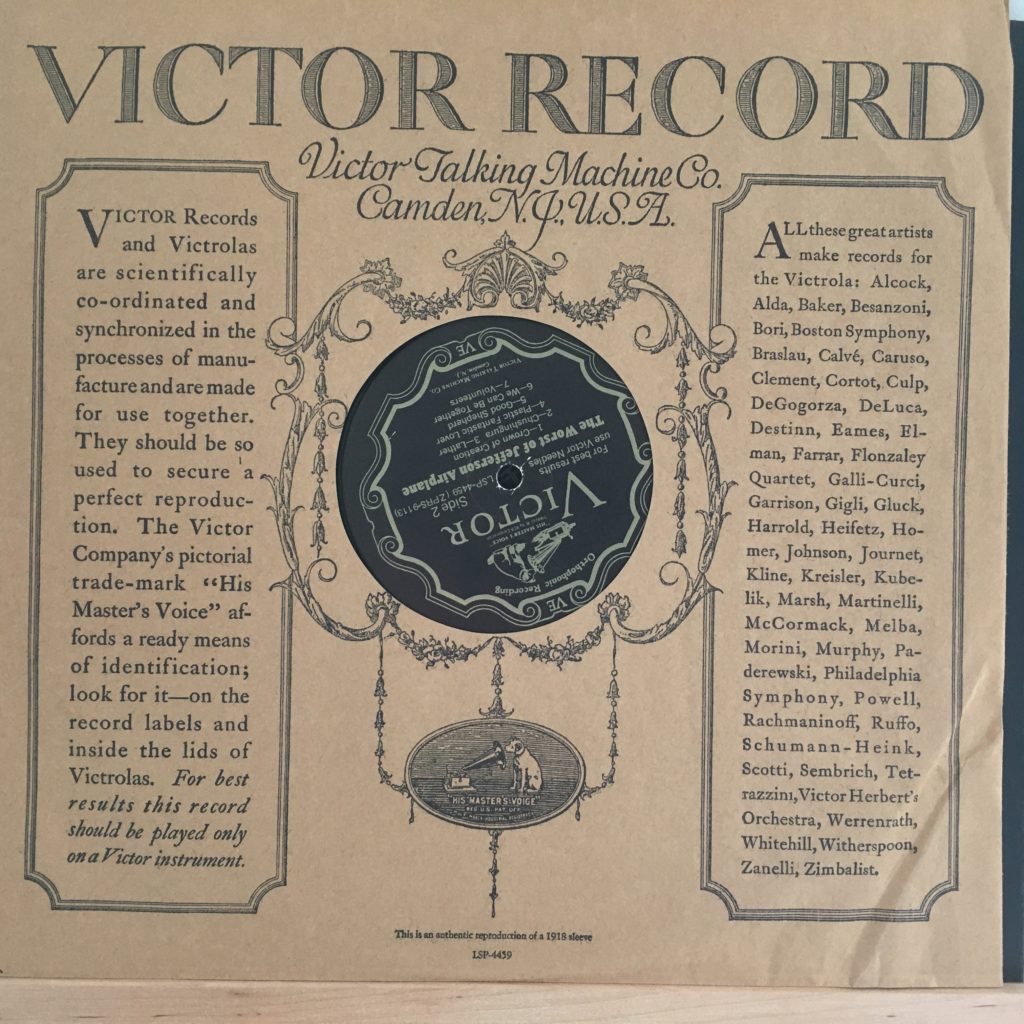 VICTOR RECORD
Victor Talking Machine Co.
Camden, N.J., U.S.A.
VICTOR Records
and Victrolas
are scientifically
co-ordinated and
synchronized in the
processes of manu-
facture and are made
for use together.
They should be so
used to secure a
perfect reproduc-
tion. The Victor
Company's pictorial
trade-mark “His
Master's Voice” af-
fords a ready means
of identification;
look for it—on the
record labels and
inside the lids of
Victrolas. For best
results this record
should be played only
on a Victor instrument.
VE
Orthophonic Recording
"HIS MASTER'S VOICE"
VICTOR
For best results
use Victor Needles
Side 2
LSP-4459 (ZPRS-9113)
The Worst of Jefferson Airplane
1—Crown of Creation
2—Chushingura 3—Lather
4—Plastic Fantastic Lover
5—Good Shepherd
6—We Can Be Together
7—Volunteers
VICTOR TALKING MACHINE CO.
Camden, N. J.
VE
HIS MASTER'S VOICE
REG. U.S. PAT. OFF.
This is an authentic reproduction of a 1918 sleeve
LSP-4459
ALL these great artists
make records for
the Victrola: Alcock,
Alda, Baker, Besanzoni,
Bori, Boston Symphony,
Braslau, Calvé, Caruso,
Clement, Cortot, Culp,
DeGogorza, DeLuca,
Destinn, Eames, El-
man, Farrar, Flonzaley
Quartet, Galli-Curci,
Garrison, Gigli, Gluck,
Harrold, Heifetz, Ho-
mer, Johnson, Journet,
Kline, Kreisler, Kube-
lik, Marsh, Martinelli,
McCormack, Melba,
Morini, Murphy, Pa-
derewski, Philadelphia
Symphony, Powell,
Rachmaninoff, Ruffo,
Schumann-Heink,
Scotti, Sembrich, Tet-
razzini, Victor Herbert's
Orchestra, Werrenrath,
Whitehill, Witherspoon,
Zanelli, Zimbalist.